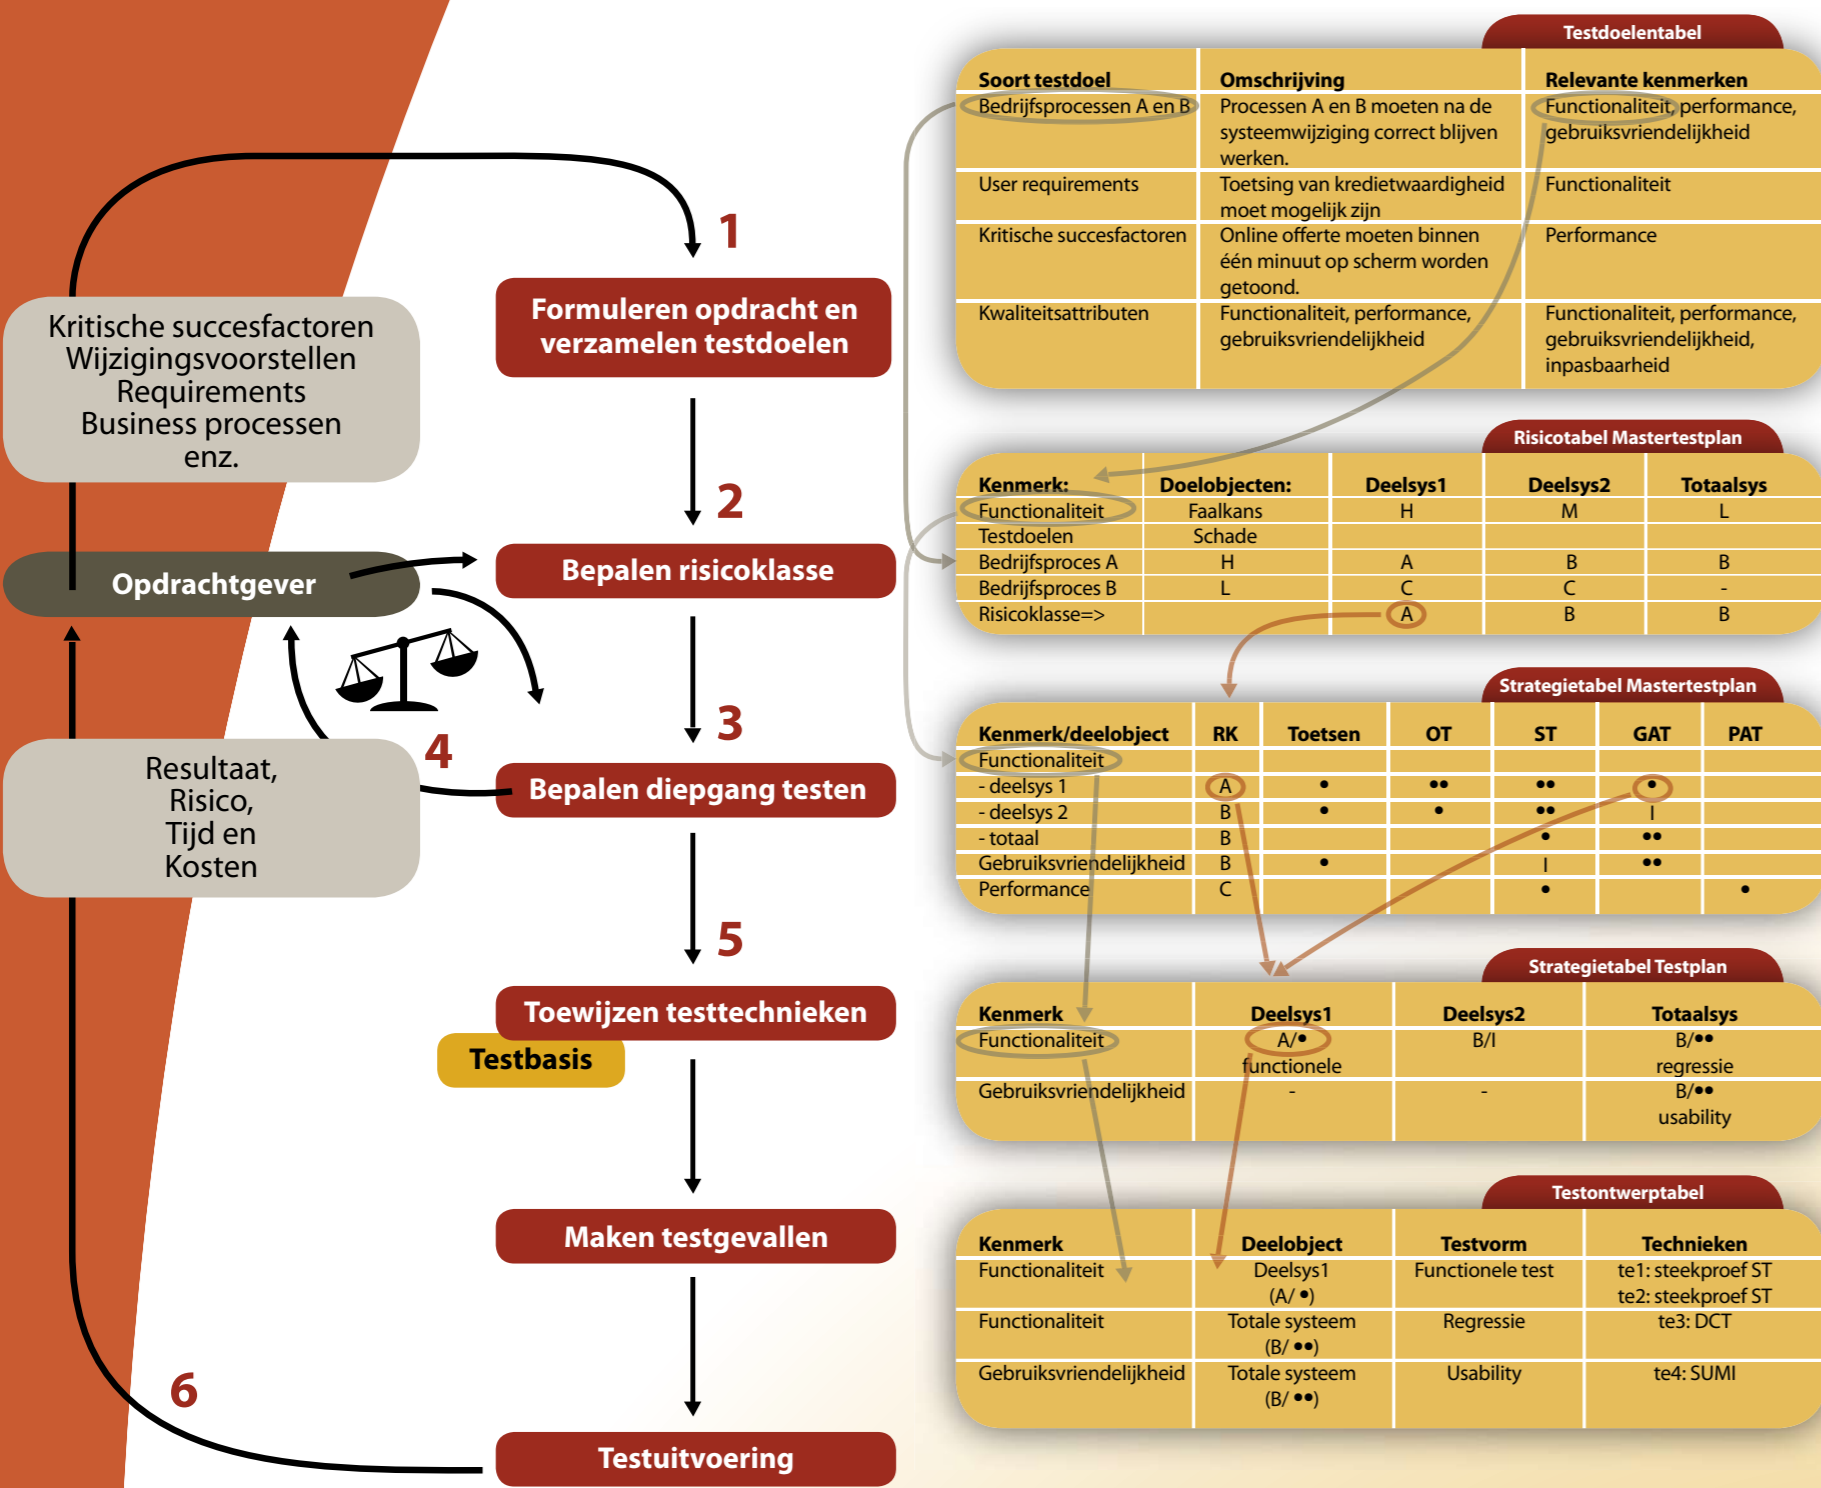 1
Formuleren opdracht en
verzamelen testdoelen
Kritische succesfactoren
Wijzigingsvoorstellen
Requirements
Business processen
enz.
2
Opdrachtgever
Bepalen risicoklasse
3
4
Bepalen diepgang testen
Resultaat,
Risico,
Tijd en
Kosten
5
Toewijzen testtechnieken
Testbasis
Maken testgevallen
6
Testuitvoering
Testdoelentabel
Soort testdoel Omschrijving Relevante kenmerken
Bedrijfsprocessen A en B Processen A en B moeten na de Functionaliteit, performance,
systeemwijziging correct blijven gebruiksvriendelijkheid
werken.
User requirements Toetsing van kredietwaardigheid Functionaliteit
moet mogelijk zijn
Kritische succesfactoren Online offerte moeten binnen Performance
één minuut op scherm worden
getoond.
Kwaliteitsattributen Functionaliteit, performance, Functionaliteit, performance,
gebruiksvriendelijkheid gebruiksvriendelijkheid,
inpasbaarheid
Risicotabel Mastertestplan
Kenmerk: Doelobjecten: Deelsys1 Deelsys2 Totaalsys
Functionaliteit Faalkans H M L
Testdoelen Schade
Bedrijfsproces A H A B B
Bedrijfsproces B L C C -
Risicoklasse=> A B B
Strategietabel Mastertestplan
Kenmerk/deelobject RK Toetsen OT ST GAT PAT
Functionaliteit
- deelsys 1 A • •• •• •
- deelsys 2 B • • •• I
- totaal B • ••
Gebruiksvriendelijkheid B • I ••
Performance C • •
Strategietabel Testplan
Kenmerk Deelsys1 Deelsys2 Totaalsys
Functionaliteit A/• B/I B/••
functionele regressie
Gebruiksvriendelijkheid - - B/••
usability
Testontwerptabel
Kenmerk Deelobject Testvorm Technieken
Functionaliteit Deelsys1 Functionele test te1: steekproef ST
(A/ •) te2: steekproef ST
Functionaliteit Totale systeem Regressie te3: DCT
(B/ ••)
Gebruiksvriendelijkheid Totale systeem Usability te4: SUMI
(B/ ••)